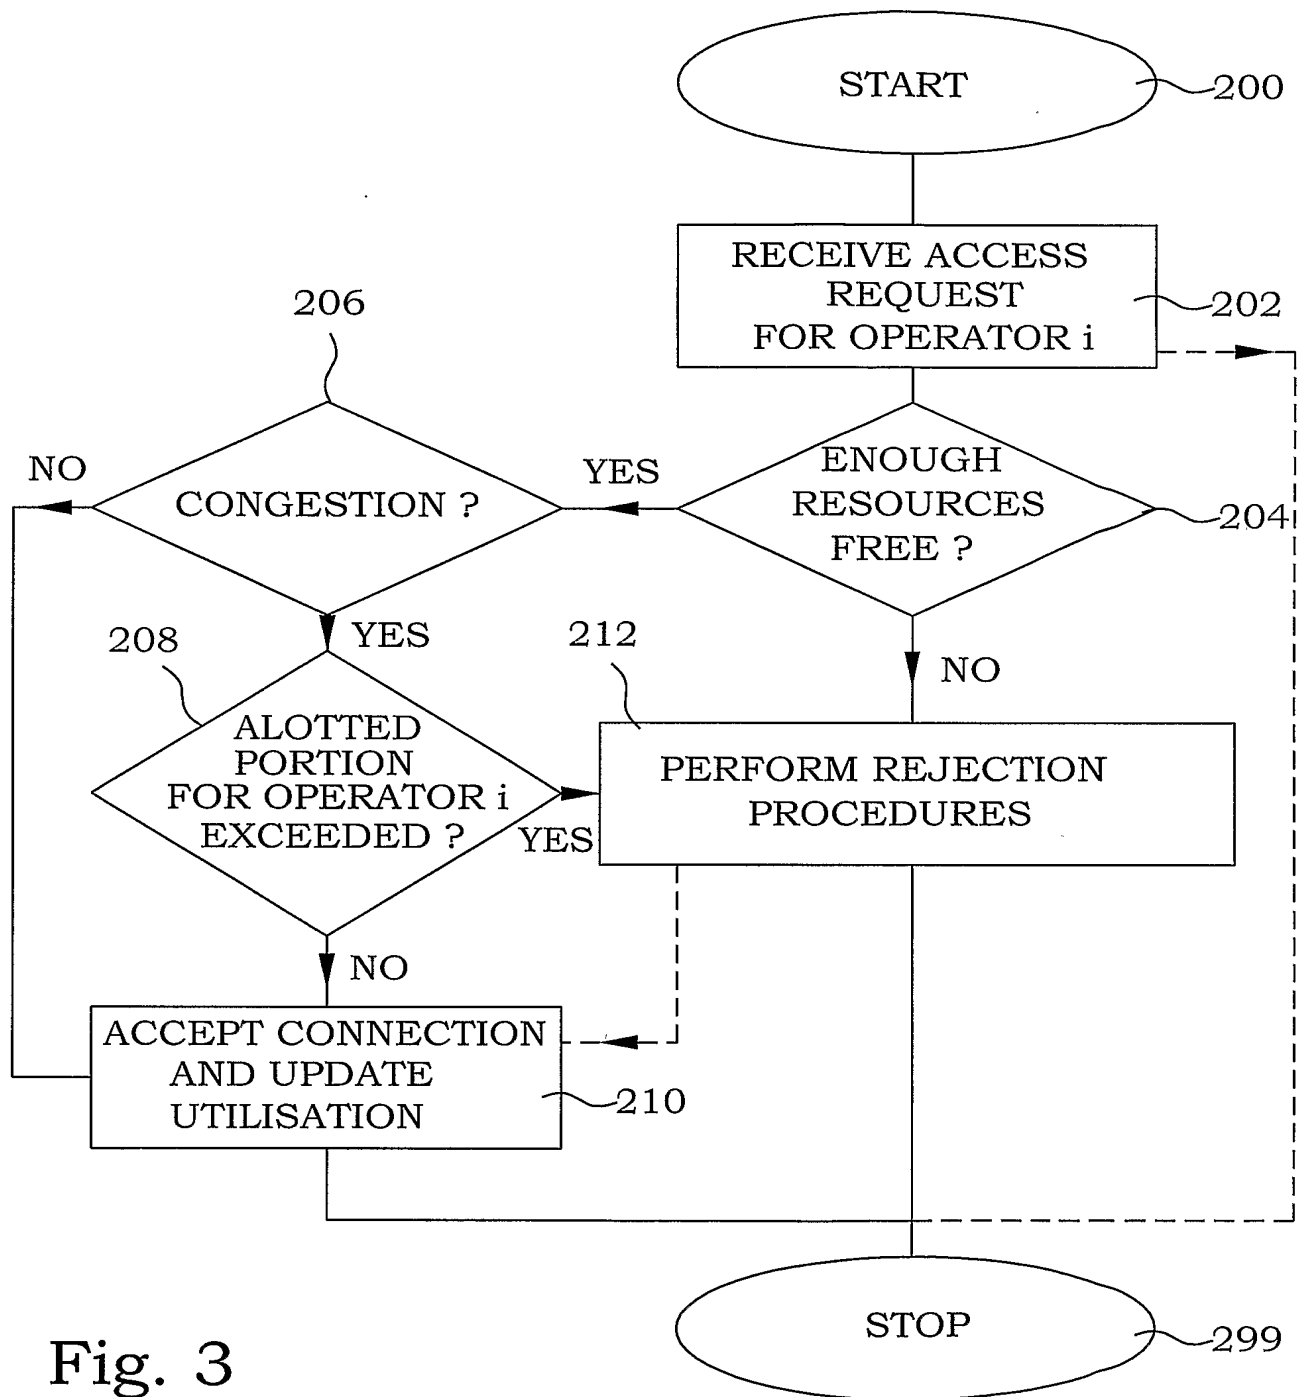 START
200
RECEIVE ACCESS
REQUEST
FOR OPERATOR i
202
206
NO
CONGESTION ?
YES
ENOUGH
RESOURCES
FREE ?
204
YES
NO
208
ALOTTED
PORTION
FOR OPERATOR i
EXCEEDED ?
YES
212
PERFORM REJECTION
PROCEDURES
NO
ACCEPT CONNECTION
AND UPDATE
UTILISATION
210
STOP
299
Fig. 3